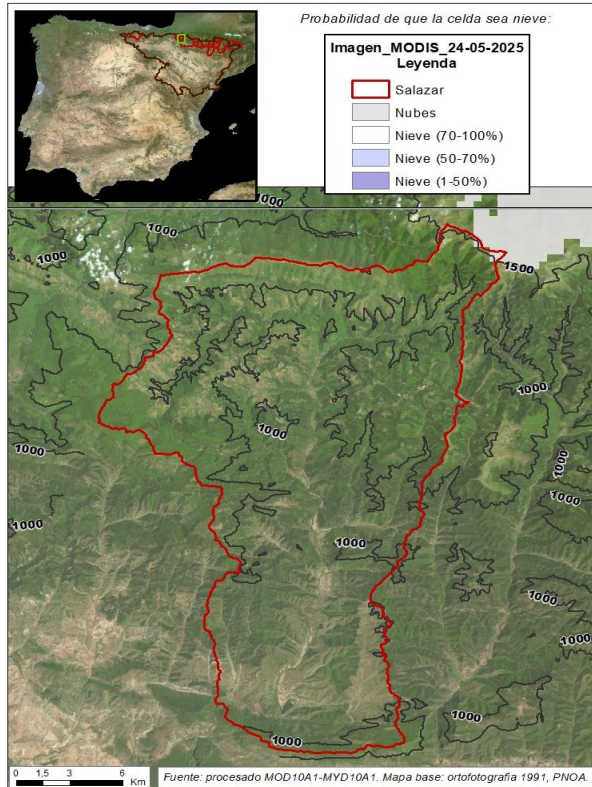 Probabilidad de que la celda sea nieve:
Imagen_MODIS_24-05-2025
Leyenda
Salazar
Nubes
Nieve (70-100%)
Nieve (50-70%)
Nieve (1-50%)
1000
1000
1000
1500
1000
1000
1000
1000
1000
1000
1000
1000
1000
1000
1000
0 1,5 3 6
Km
Fuente: procesado MOD10A1-MYD10A1. Mapa base: ortofotografía 1991, PNOA.